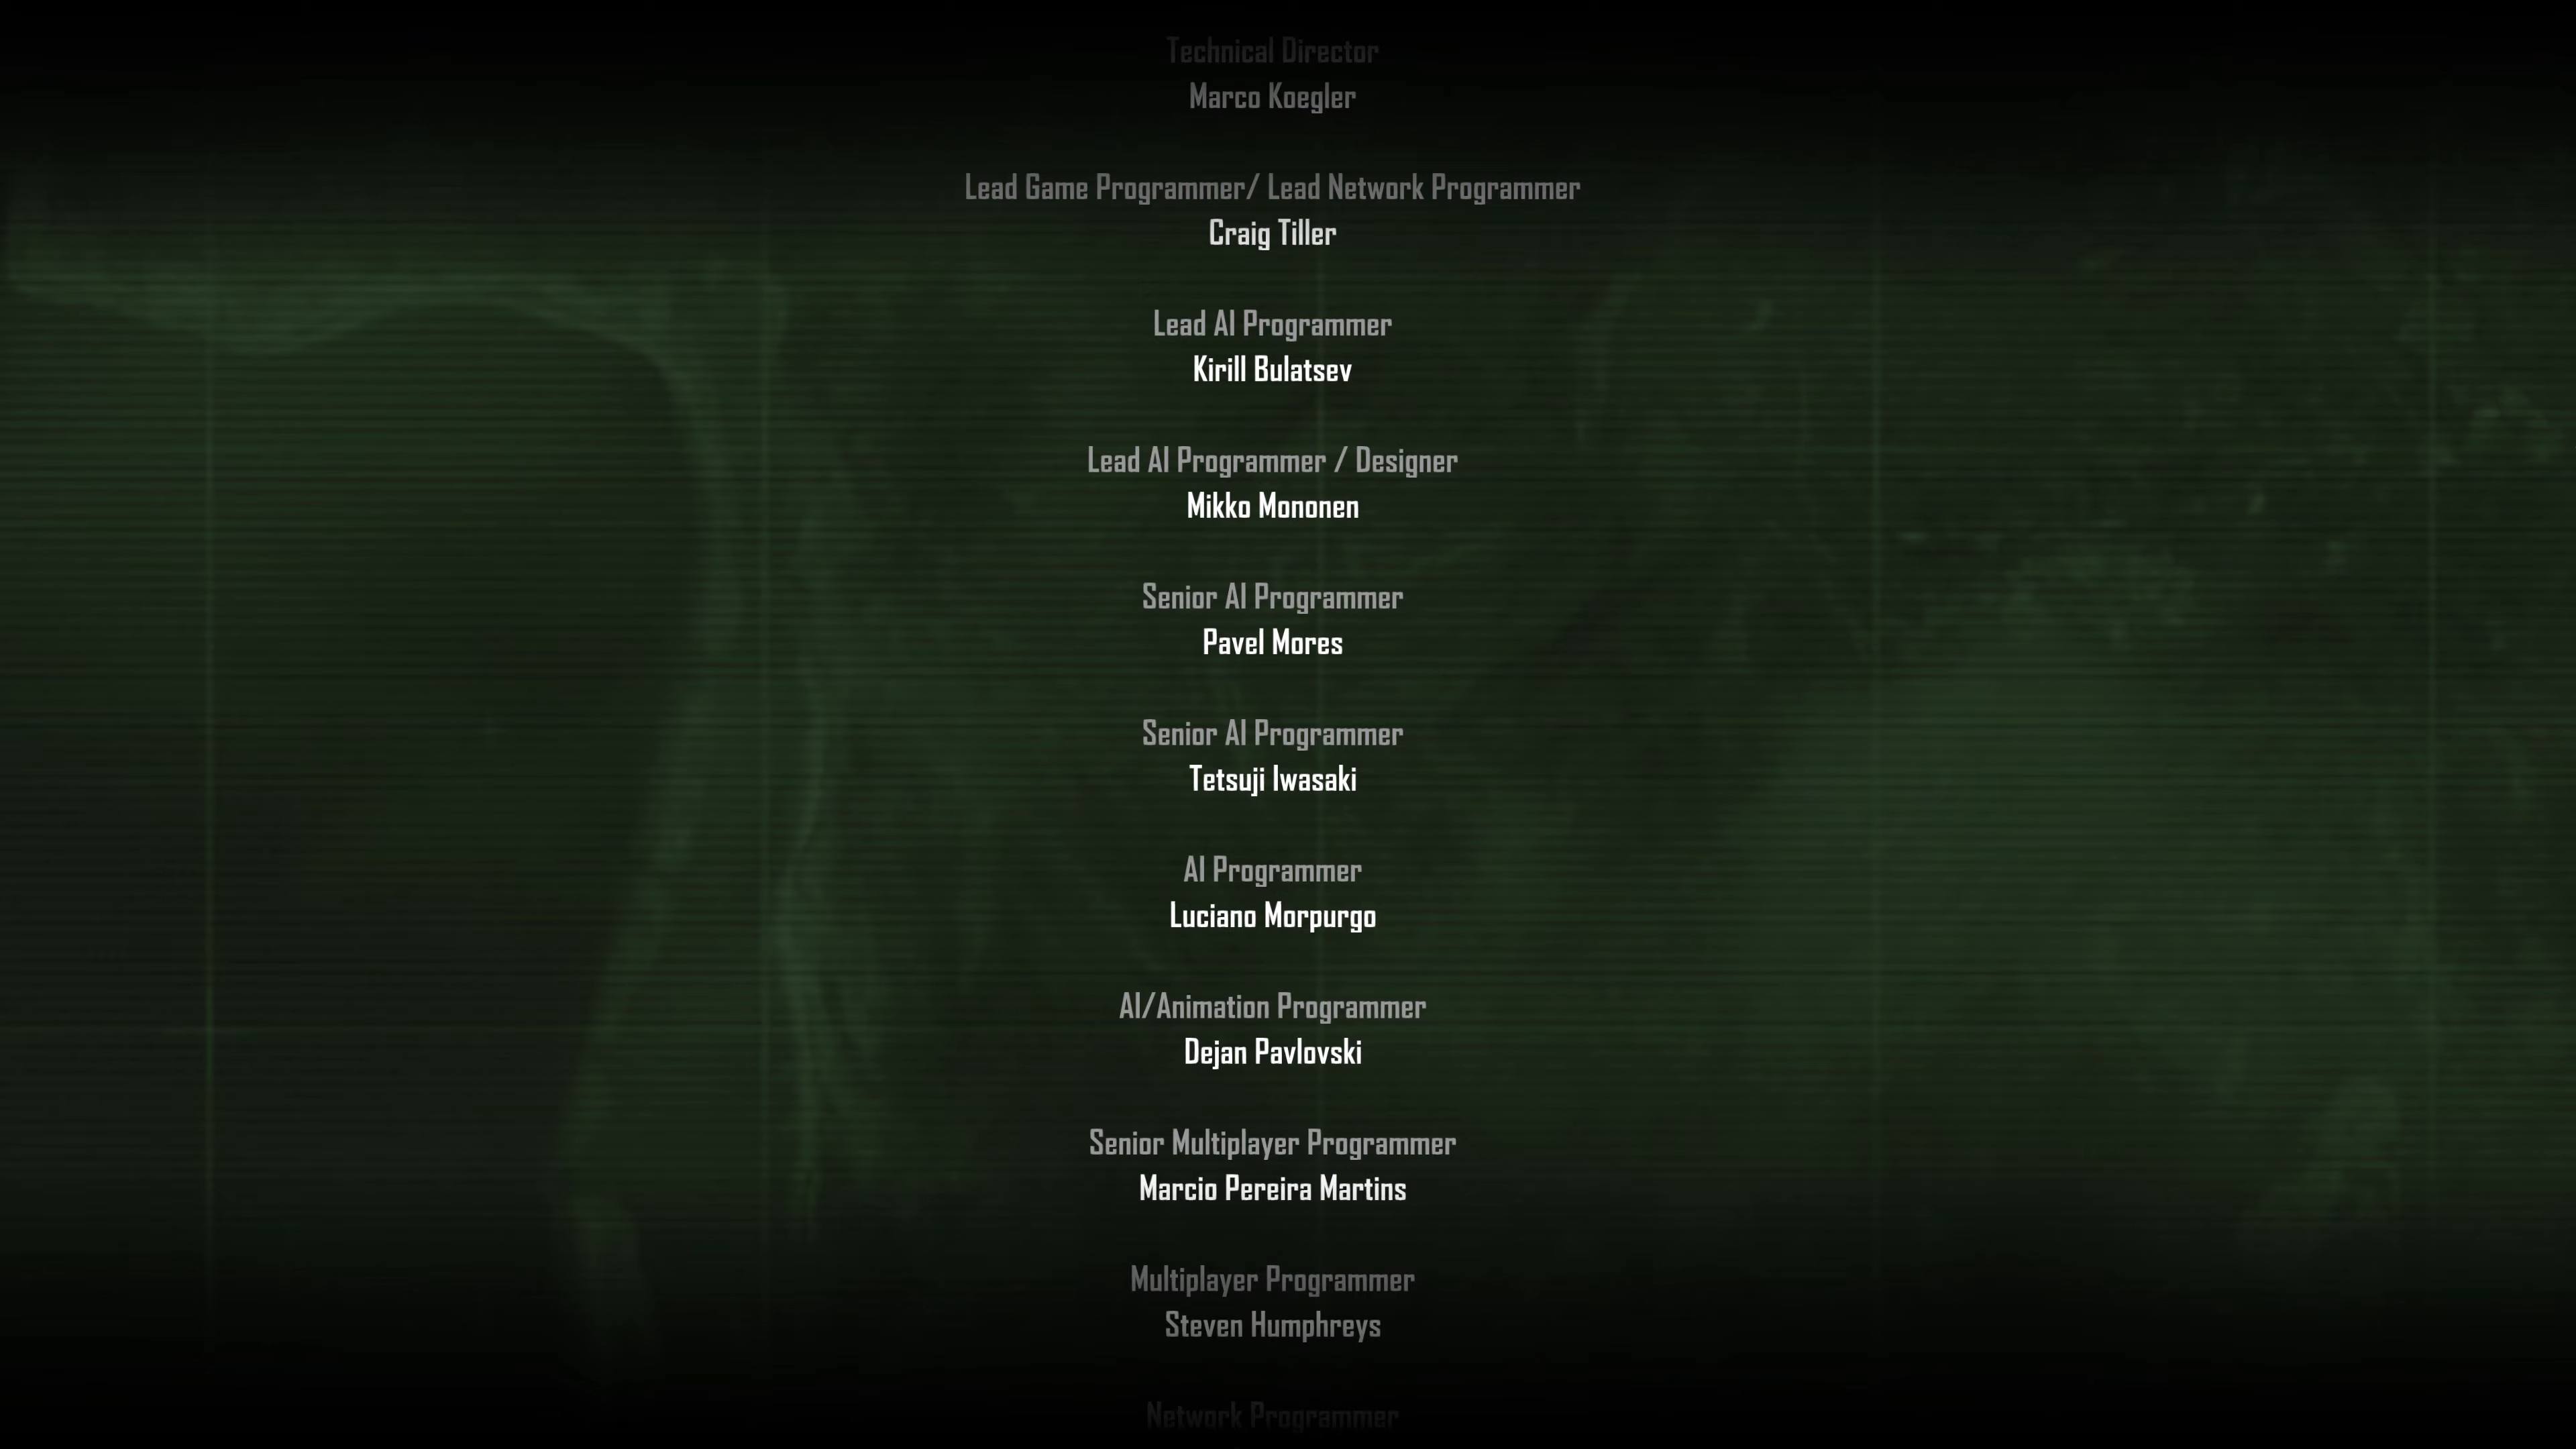 Technical Director
Marco Koegler
Lead Game Programmer/ Lead Network Programmer
Craig Tiller
Lead AI Programmer
Kirill Bulatsev
Lead AI Programmer / Designer
Mikko Mononen
Senior AI Programmer
Pavel Mores
Senior AI Programmer
Tetsuji Iwasaki
AI Programmer
Luciano Morpurgo
AI/Animation Programmer
Dejan Pavlovski
Senior Multiplayer Programmer
Marcio Pereira Martins
Multiplayer Programmer
Steven Humphreys
Network Programmer